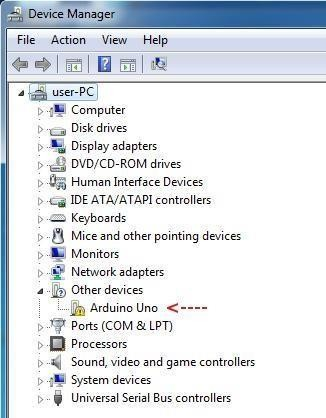 Device Manager
File Action View Help
user-PC
Computer
Disk drives
Display adapters
DVD/CD-ROM drives
Human Interface Devices
IDE ATA/ATAPI controllers
Keyboards
Mice and other pointing devices
Monitors
Network adapters
Other devices
Arduino Uno
Ports (COM & LPT)
Processors
Sound, video and game controllers
System devices
Universal Serial Bus controllers